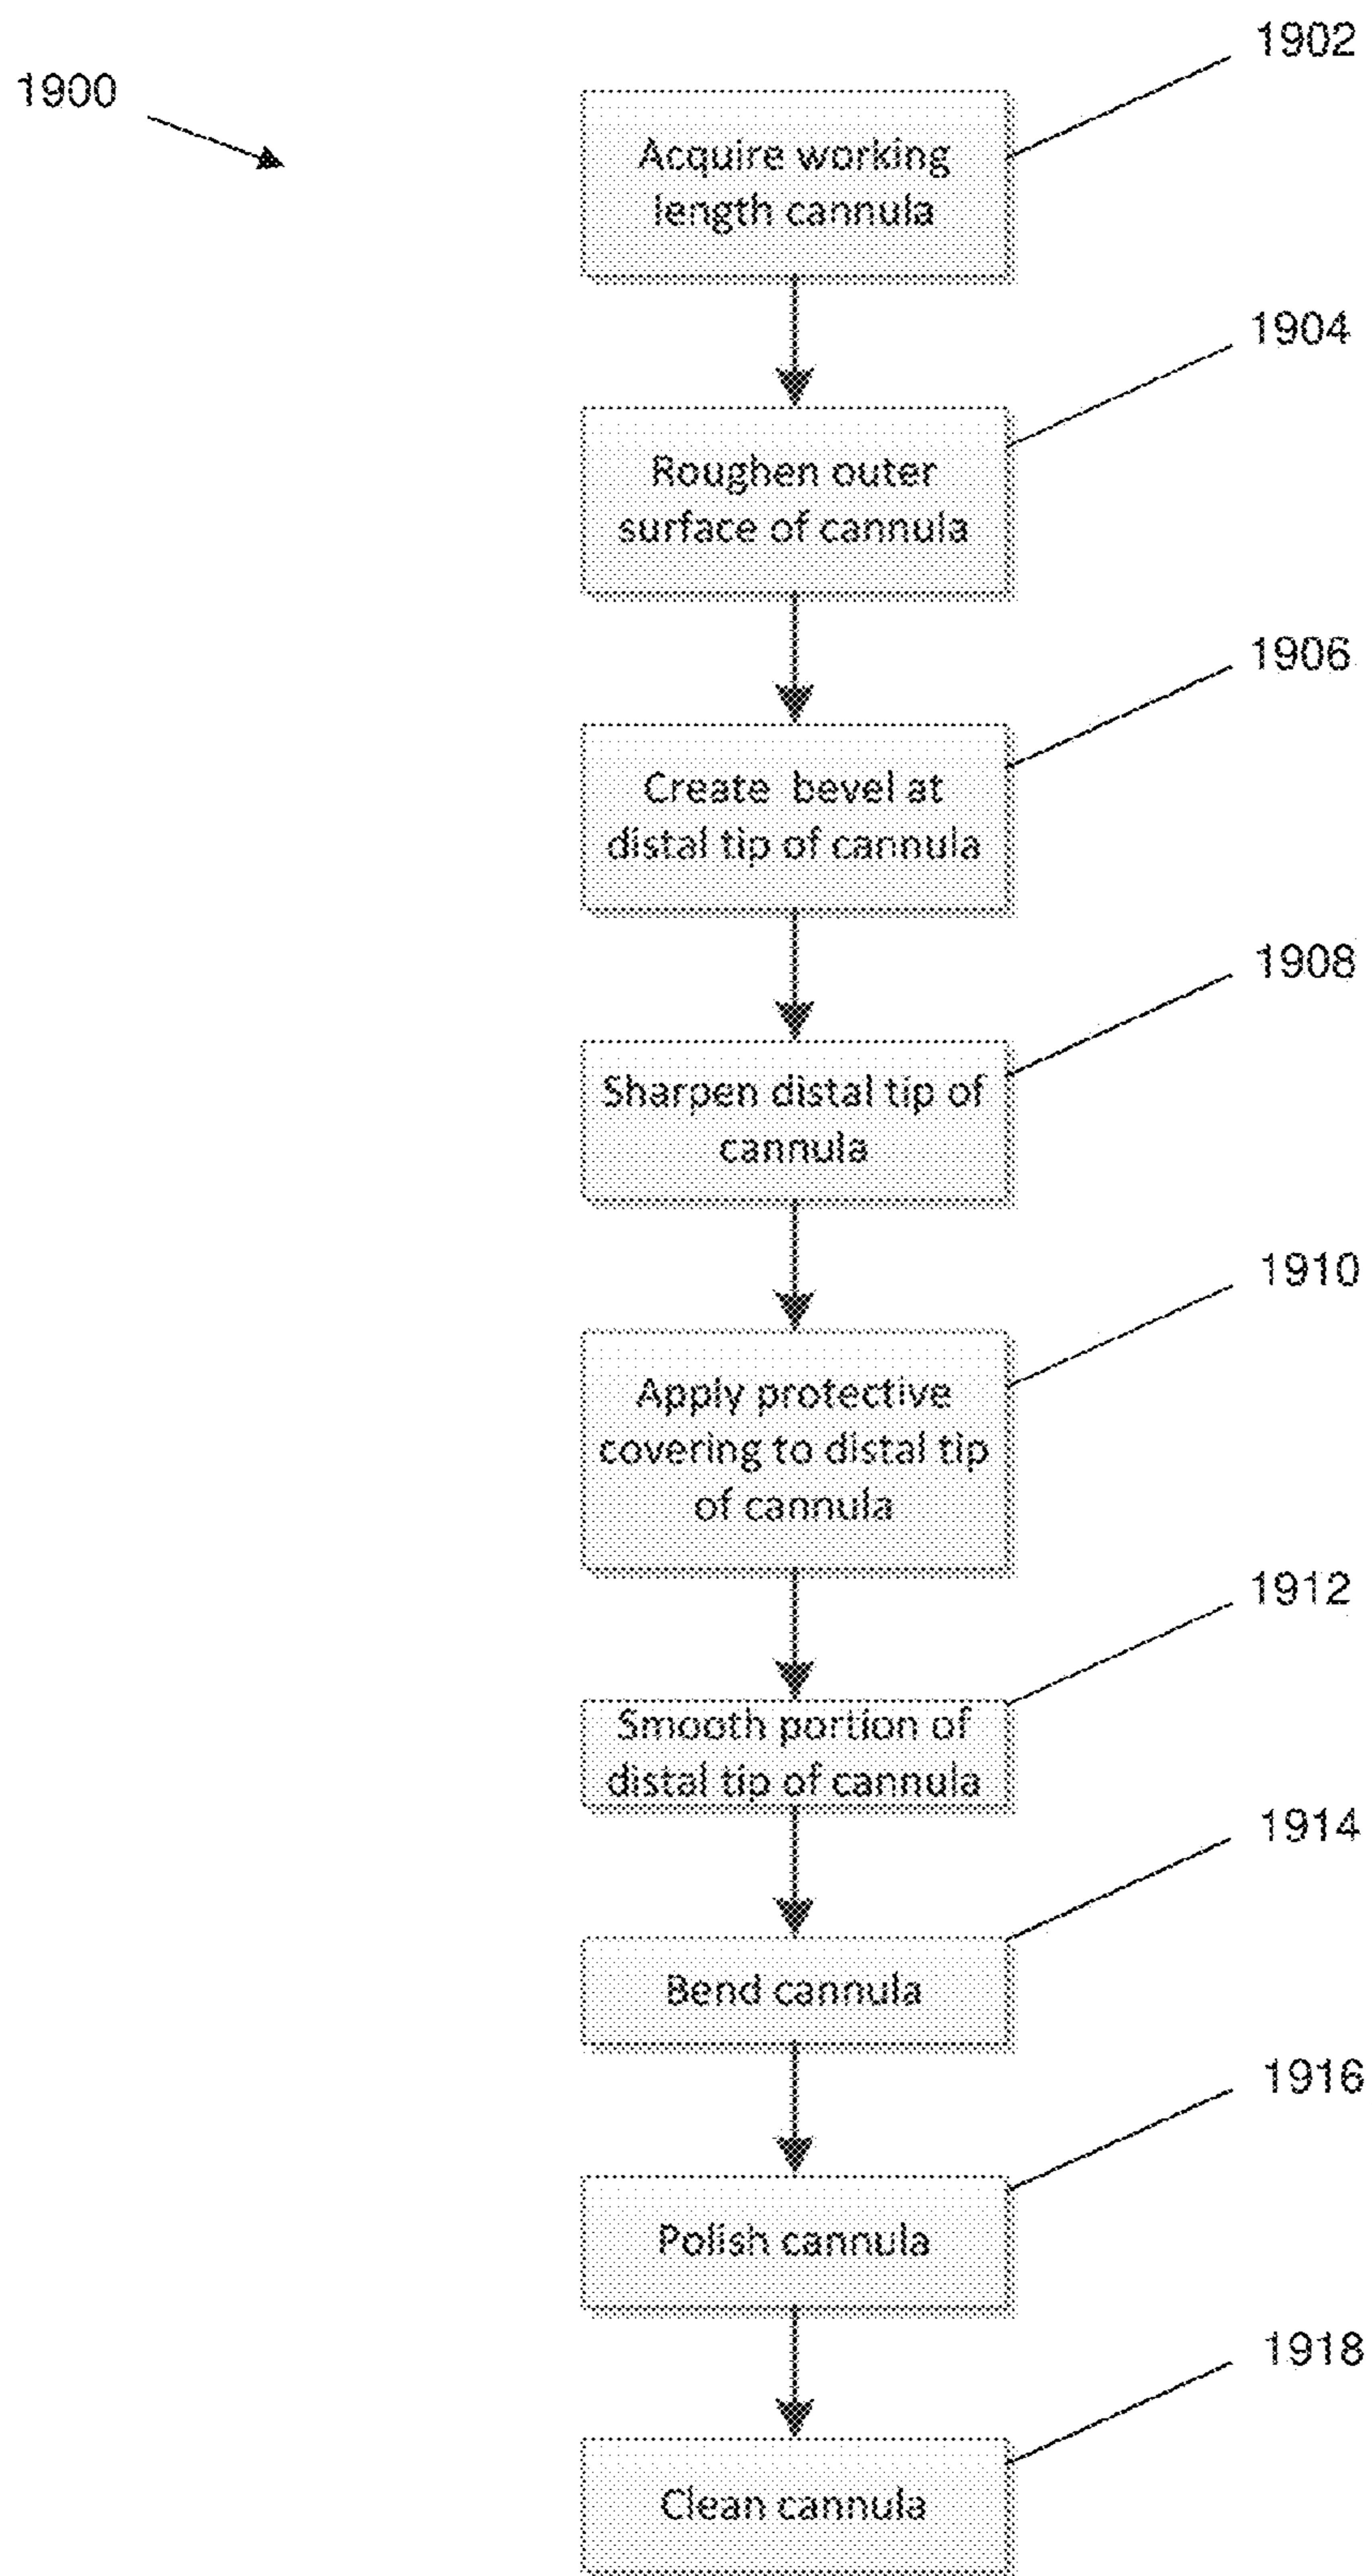 1900
1902
Acquire working
length cannula
1904
Roughen outer
surface of cannula
1906
Create bevel at
distal tip of cannula
1908
Sharpen distal tip of
cannula
1910
Apply protective
covering to distal tip
of cannula
1912
Smooth portion of
distal tip of cannula
1914
Bend cannula
1916
Polish cannula
1918
Clean cannula